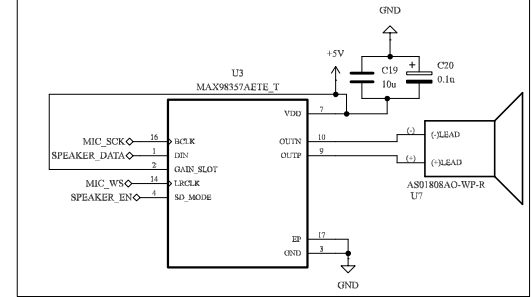 GND
+5V
+
C19
10u
C20
0.1u
U3
MAX98357AETE_T
VDD 7
MIC_SCK 16 BCLK
SPEAKER_DATA 1 DIN
2 GAIN_SLOT
MIC_WS 14 LRCLK
SPEAKER_EN 4 SD_MODE
OUTN 10 (-) (-)LEAD
OUTP 9 (+) (+)LEAD
AS01808AO-WP-R
U7
EP 17
GND 3
GND